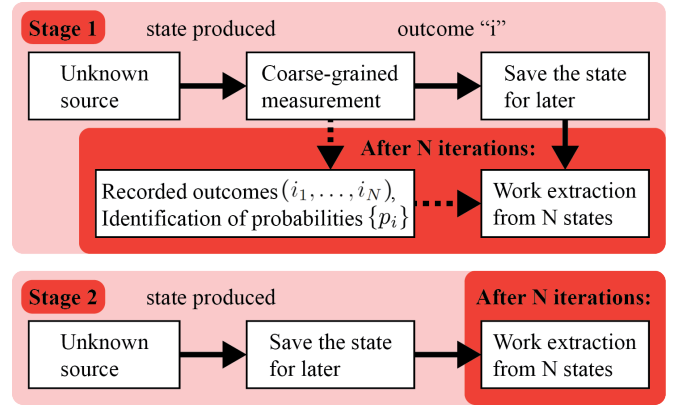 Stage 1
state produced
outcome “i”
Unknown
source
Coarse-grained
measurement
Save the state
for later
After N iterations:
Recorded outcomes (i₁, . . . , i_N),
Identification of probabilities {p_i}
Work extraction
from N states
Stage 2
state produced
After N iterations:
Unknown
source
Save the state
for later
Work extraction
from N states